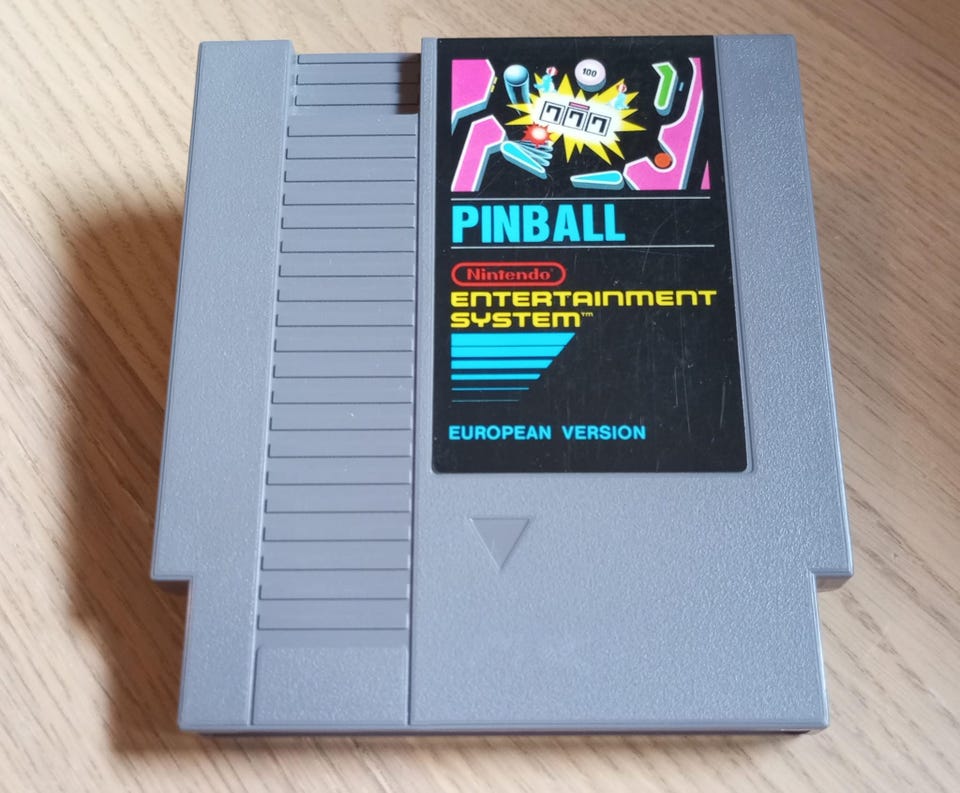 100
777
PINBALL
Nintendo®
ENTERTAINMENT
SYSTEM™
EUROPEAN VERSION